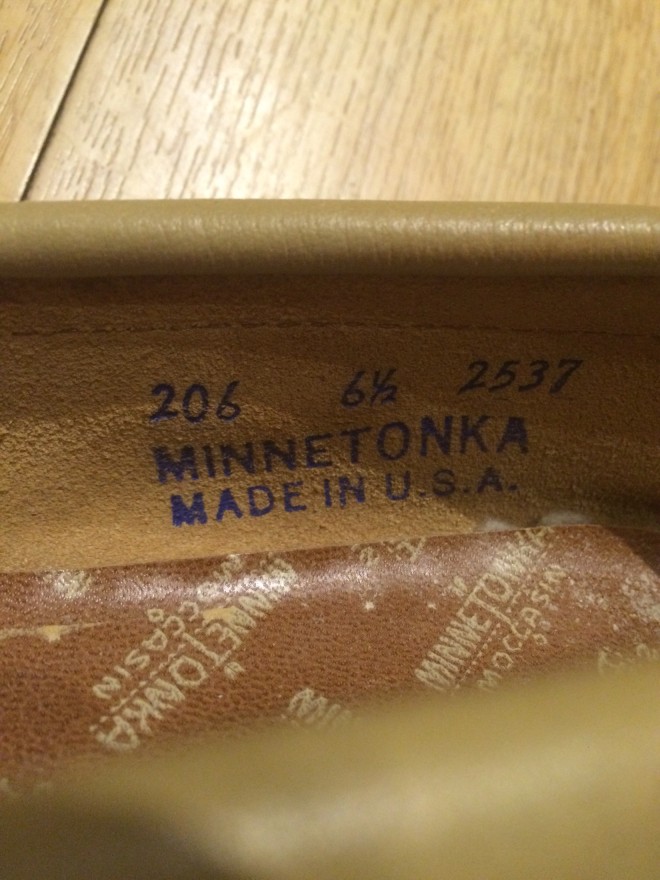 206 6½ 2537
MINNETONKA
MADE IN U.S.A.
MINNETONKA
MOCCASIN
MINNETONKA
MOCCASIN